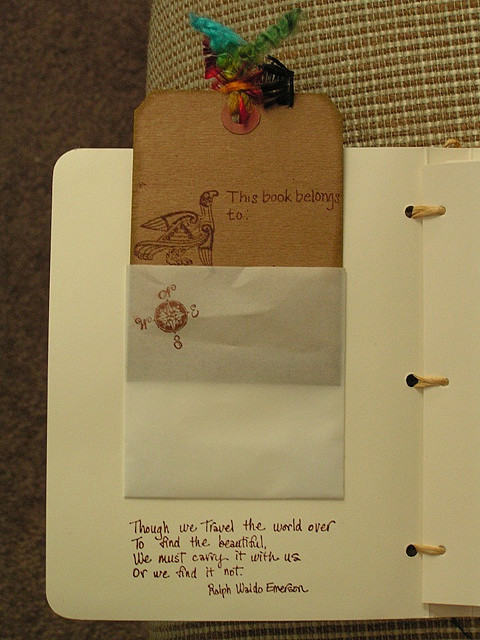 This book belongs
to.
N
W E
S
Though we Travel the world over
To find the beautiful,
We must carry it with us
Or we find it not.
Ralph Waldo Emerson